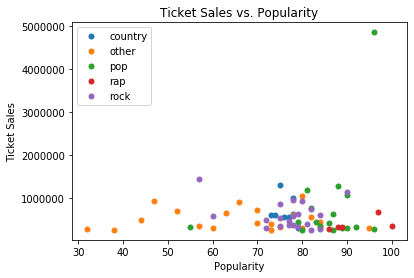 Ticket Sales vs. Popularity
5000000
4000000
3000000
2000000
1000000
Ticket Sales
country
other
pop
rap
rock
30 40 50 60 70 80 90 100
Popularity